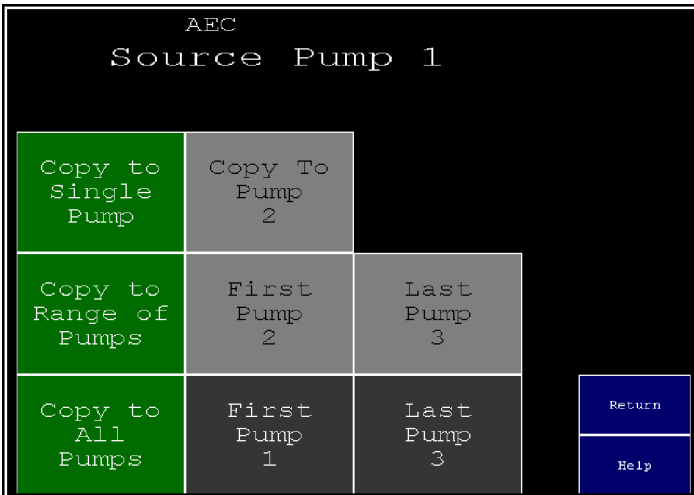 AEC
Source Pump 1
Copy to
Single
Pump
Copy To
Pump
2
Copy to
Range of
Pumps
First
Pump
2
Last
Pump
3
Copy to
All
Pumps
First
Pump
1
Last
Pump
3
Return
Help